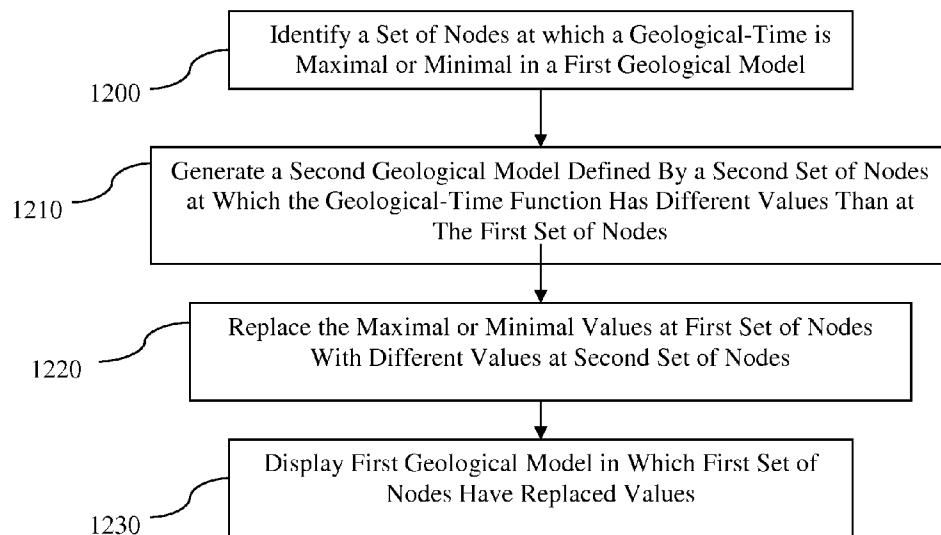 Identify a Set of Nodes at which a Geological-Time is
Maximal or Minimal in a First Geological Model
1200
Generate a Second Geological Model Defined By a Second Set of Nodes
at Which the Geological-Time Function Has Different Values Than at
The First Set of Nodes
1210
Replace the Maximal or Minimal Values at First Set of Nodes
With Different Values at Second Set of Nodes
1220
Display First Geological Model in Which First Set of
Nodes Have Replaced Values
1230